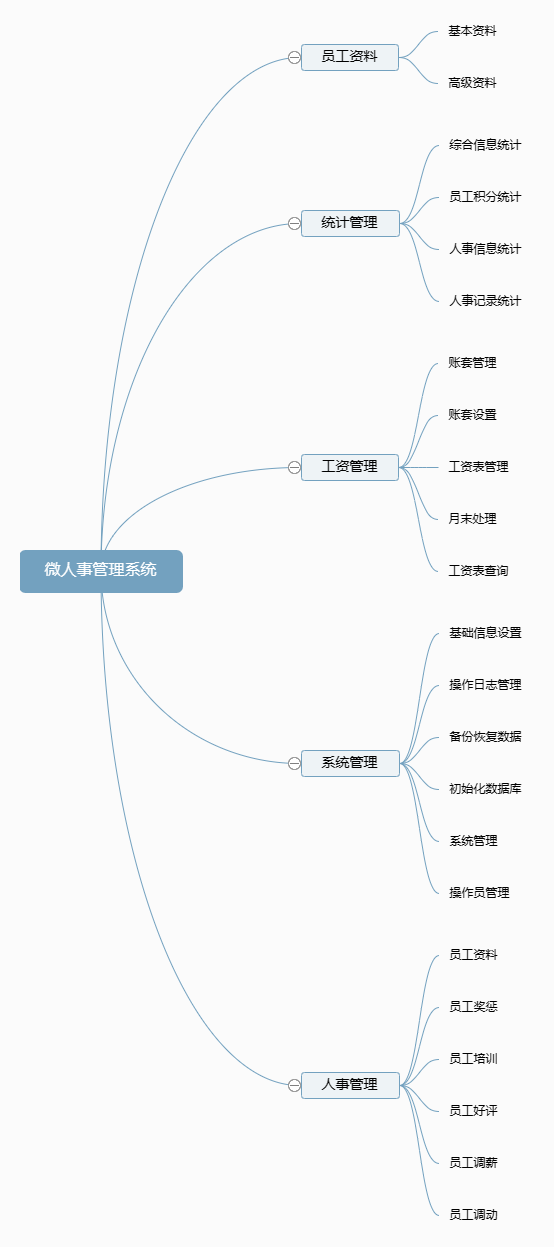 微人事管理系统
员工资料
基本资料
高级资料
统计管理
综合信息统计
员工积分统计
人事信息统计
人事记录统计
工资管理
账套管理
账套设置
工资表管理
月末处理
工资表查询
系统管理
基础信息设置
操作日志管理
备份恢复数据
初始化数据库
系统管理
操作员管理
人事管理
员工资料
员工奖惩
员工培训
员工好评
员工调薪
员工调动